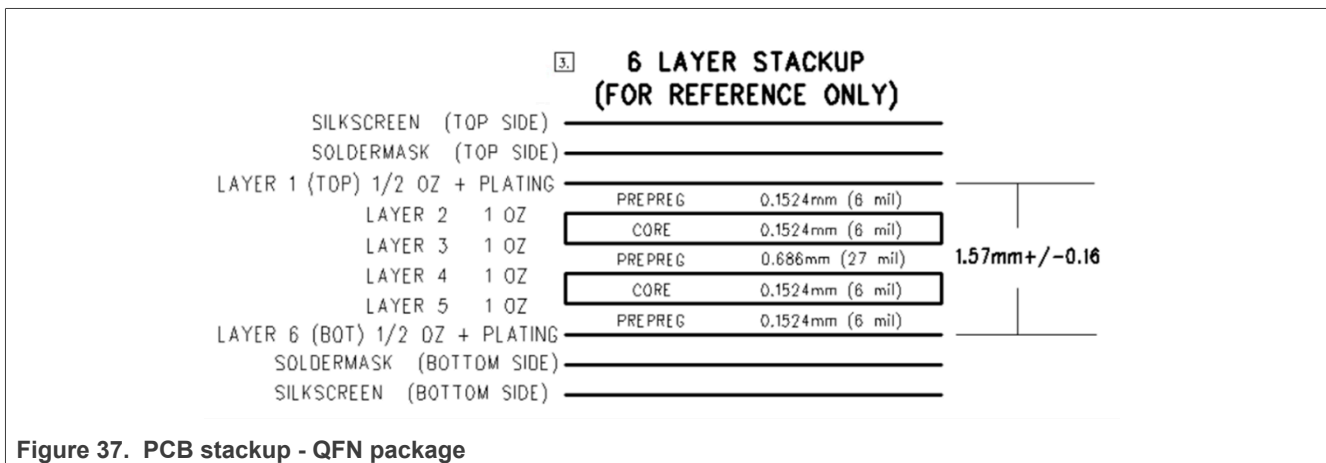 3. 6 LAYER STACKUP
(FOR REFERENCE ONLY)
SILKSCREEN (TOP SIDE)
SOLDERMASK (TOP SIDE)
LAYER 1 (TOP) 1/2 OZ + PLATING
PREPREG 0.1524mm (6 mil)
LAYER 2 1 OZ
CORE 0.1524mm (6 mil)
LAYER 3 1 OZ
PREPREG 0.686mm (27 mil) 1.57mm+/-0.16
LAYER 4 1 OZ
CORE 0.1524mm (6 mil)
LAYER 5 1 OZ
PREPREG 0.1524mm (6 mil)
LAYER 6 (BOT) 1/2 OZ + PLATING
SOLDERMASK (BOTTOM SIDE)
SILKSCREEN (BOTTOM SIDE)
Figure 37. PCB stackup - QFN package